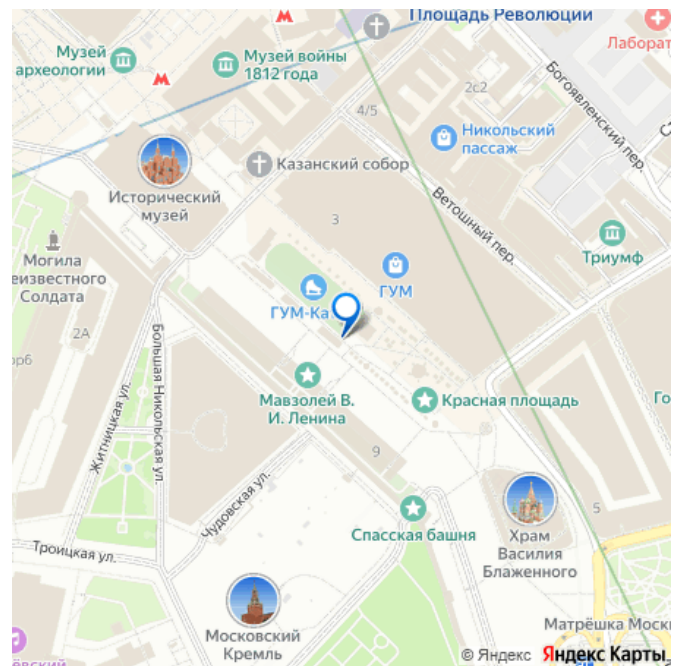 Площадь Революции
Музей
археологии
Музей войны
1812 года
Лаборат
Богоявленский пер.
2с2
4/5
Никольский
пассаж
Казанский собор
Исторический
музей
Ветошный пер.
3
Триумф
Могила
еизвестного
Солдата
ГУМ
ГУМ-Ка
2А
орб
Большая Никольская ул.
Житницкая ул.
Мавзолей В.
И. Ленина
Красная площадь
Го
9
Чудовская ул.
5
Спасская башня
Храм
Василия
Блаженного
Троицкая ул.
Матрёшка Моск
Московский
Кремль
ёвский
© Яндекс Яндекс Карты